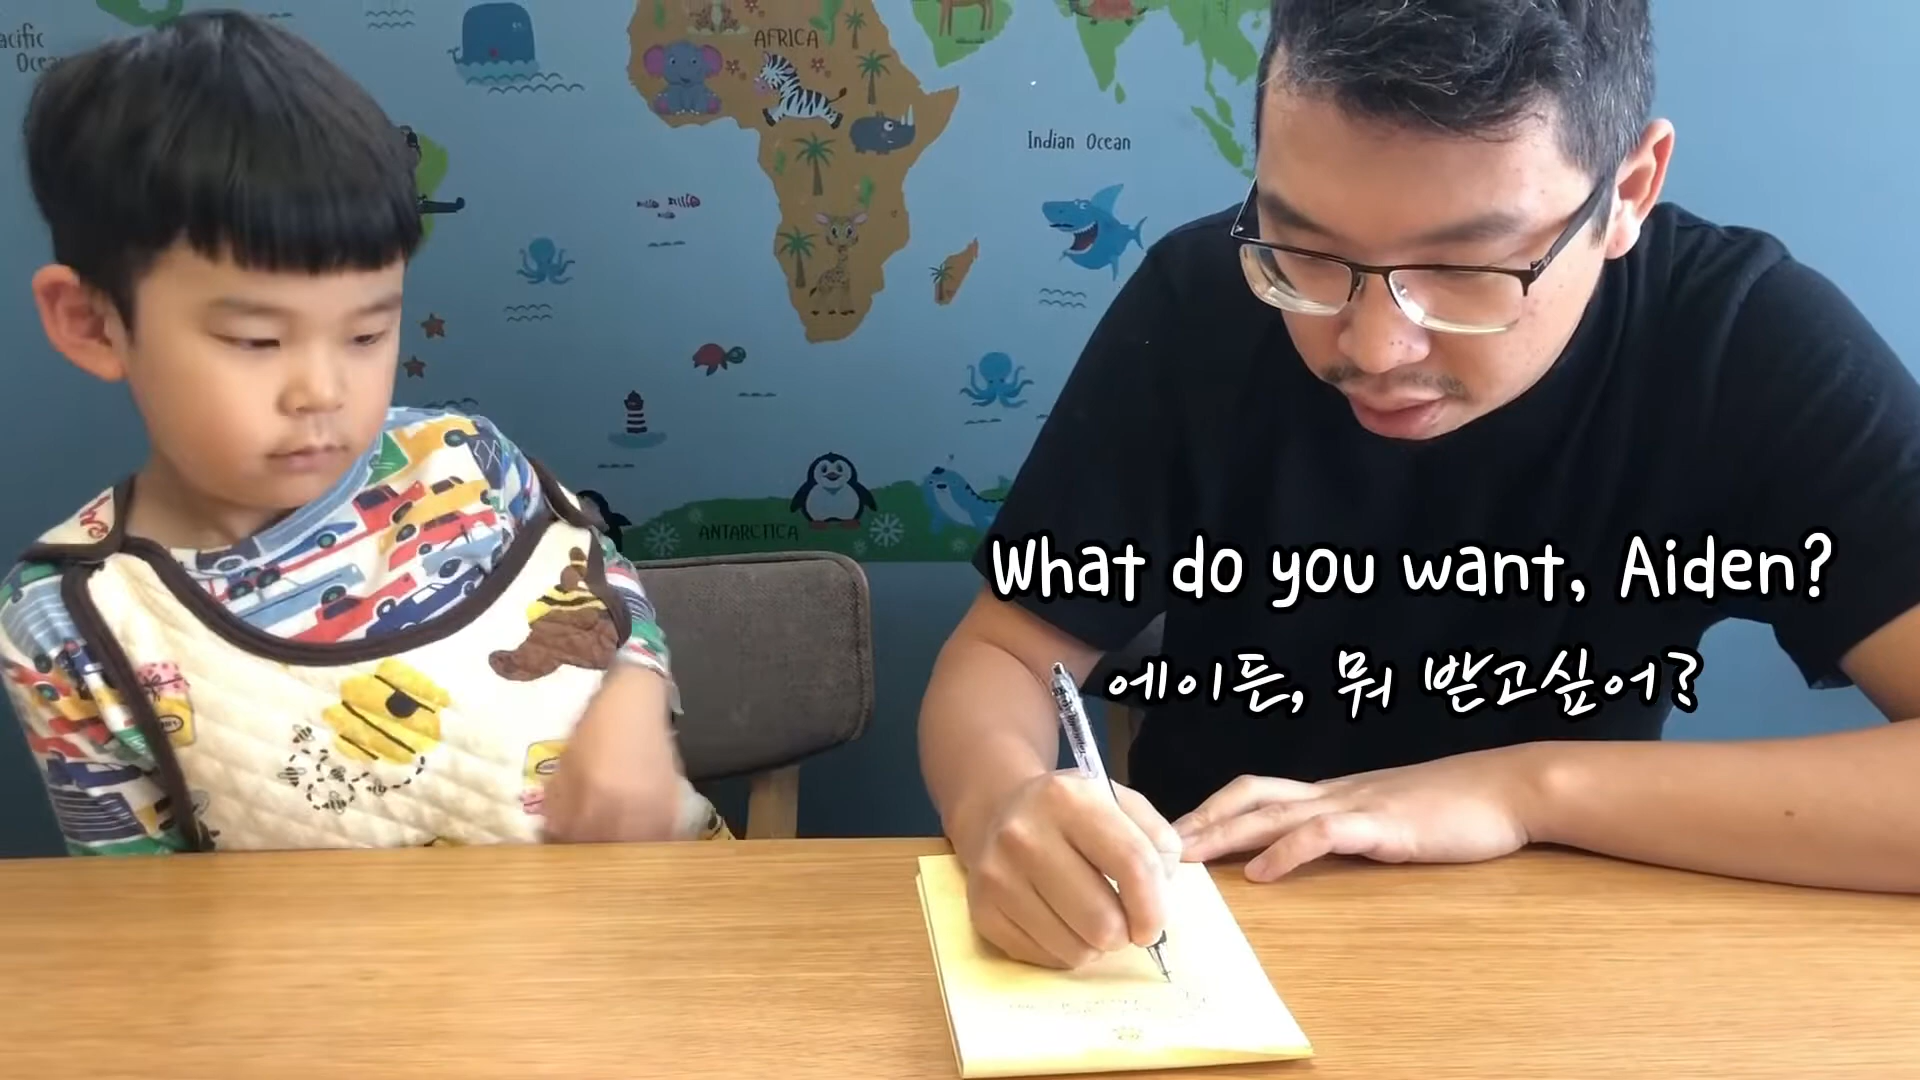 acific
Ocea
AFRICA
Indian Ocean
ANTARCTICA
What do you want, Aiden?
에이든, 뭐 받고싶어?